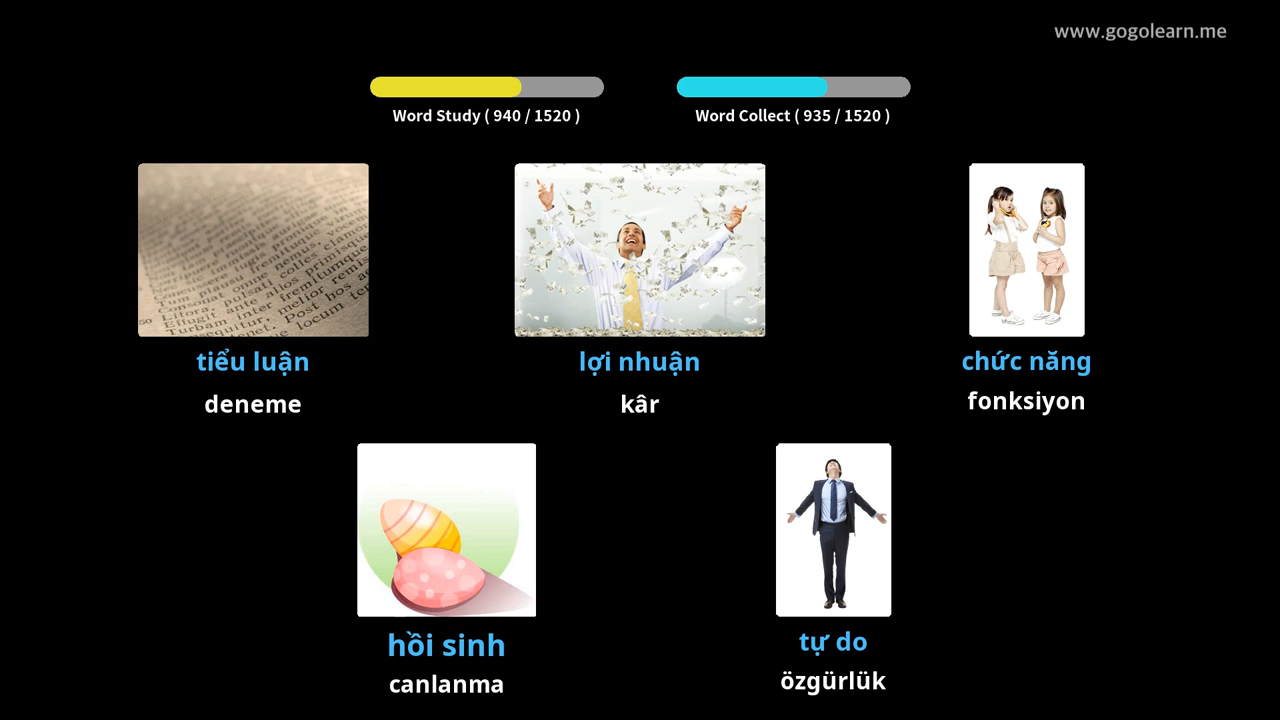 www.gogolearn.me
Word Study ( 940 / 1520 )
Word Collect ( 935 / 1520 )
tiểu luận
deneme
lợi nhuận
kâr
chức năng
fonksiyon
hồi sinh
canlanma
tự do
özgürlük